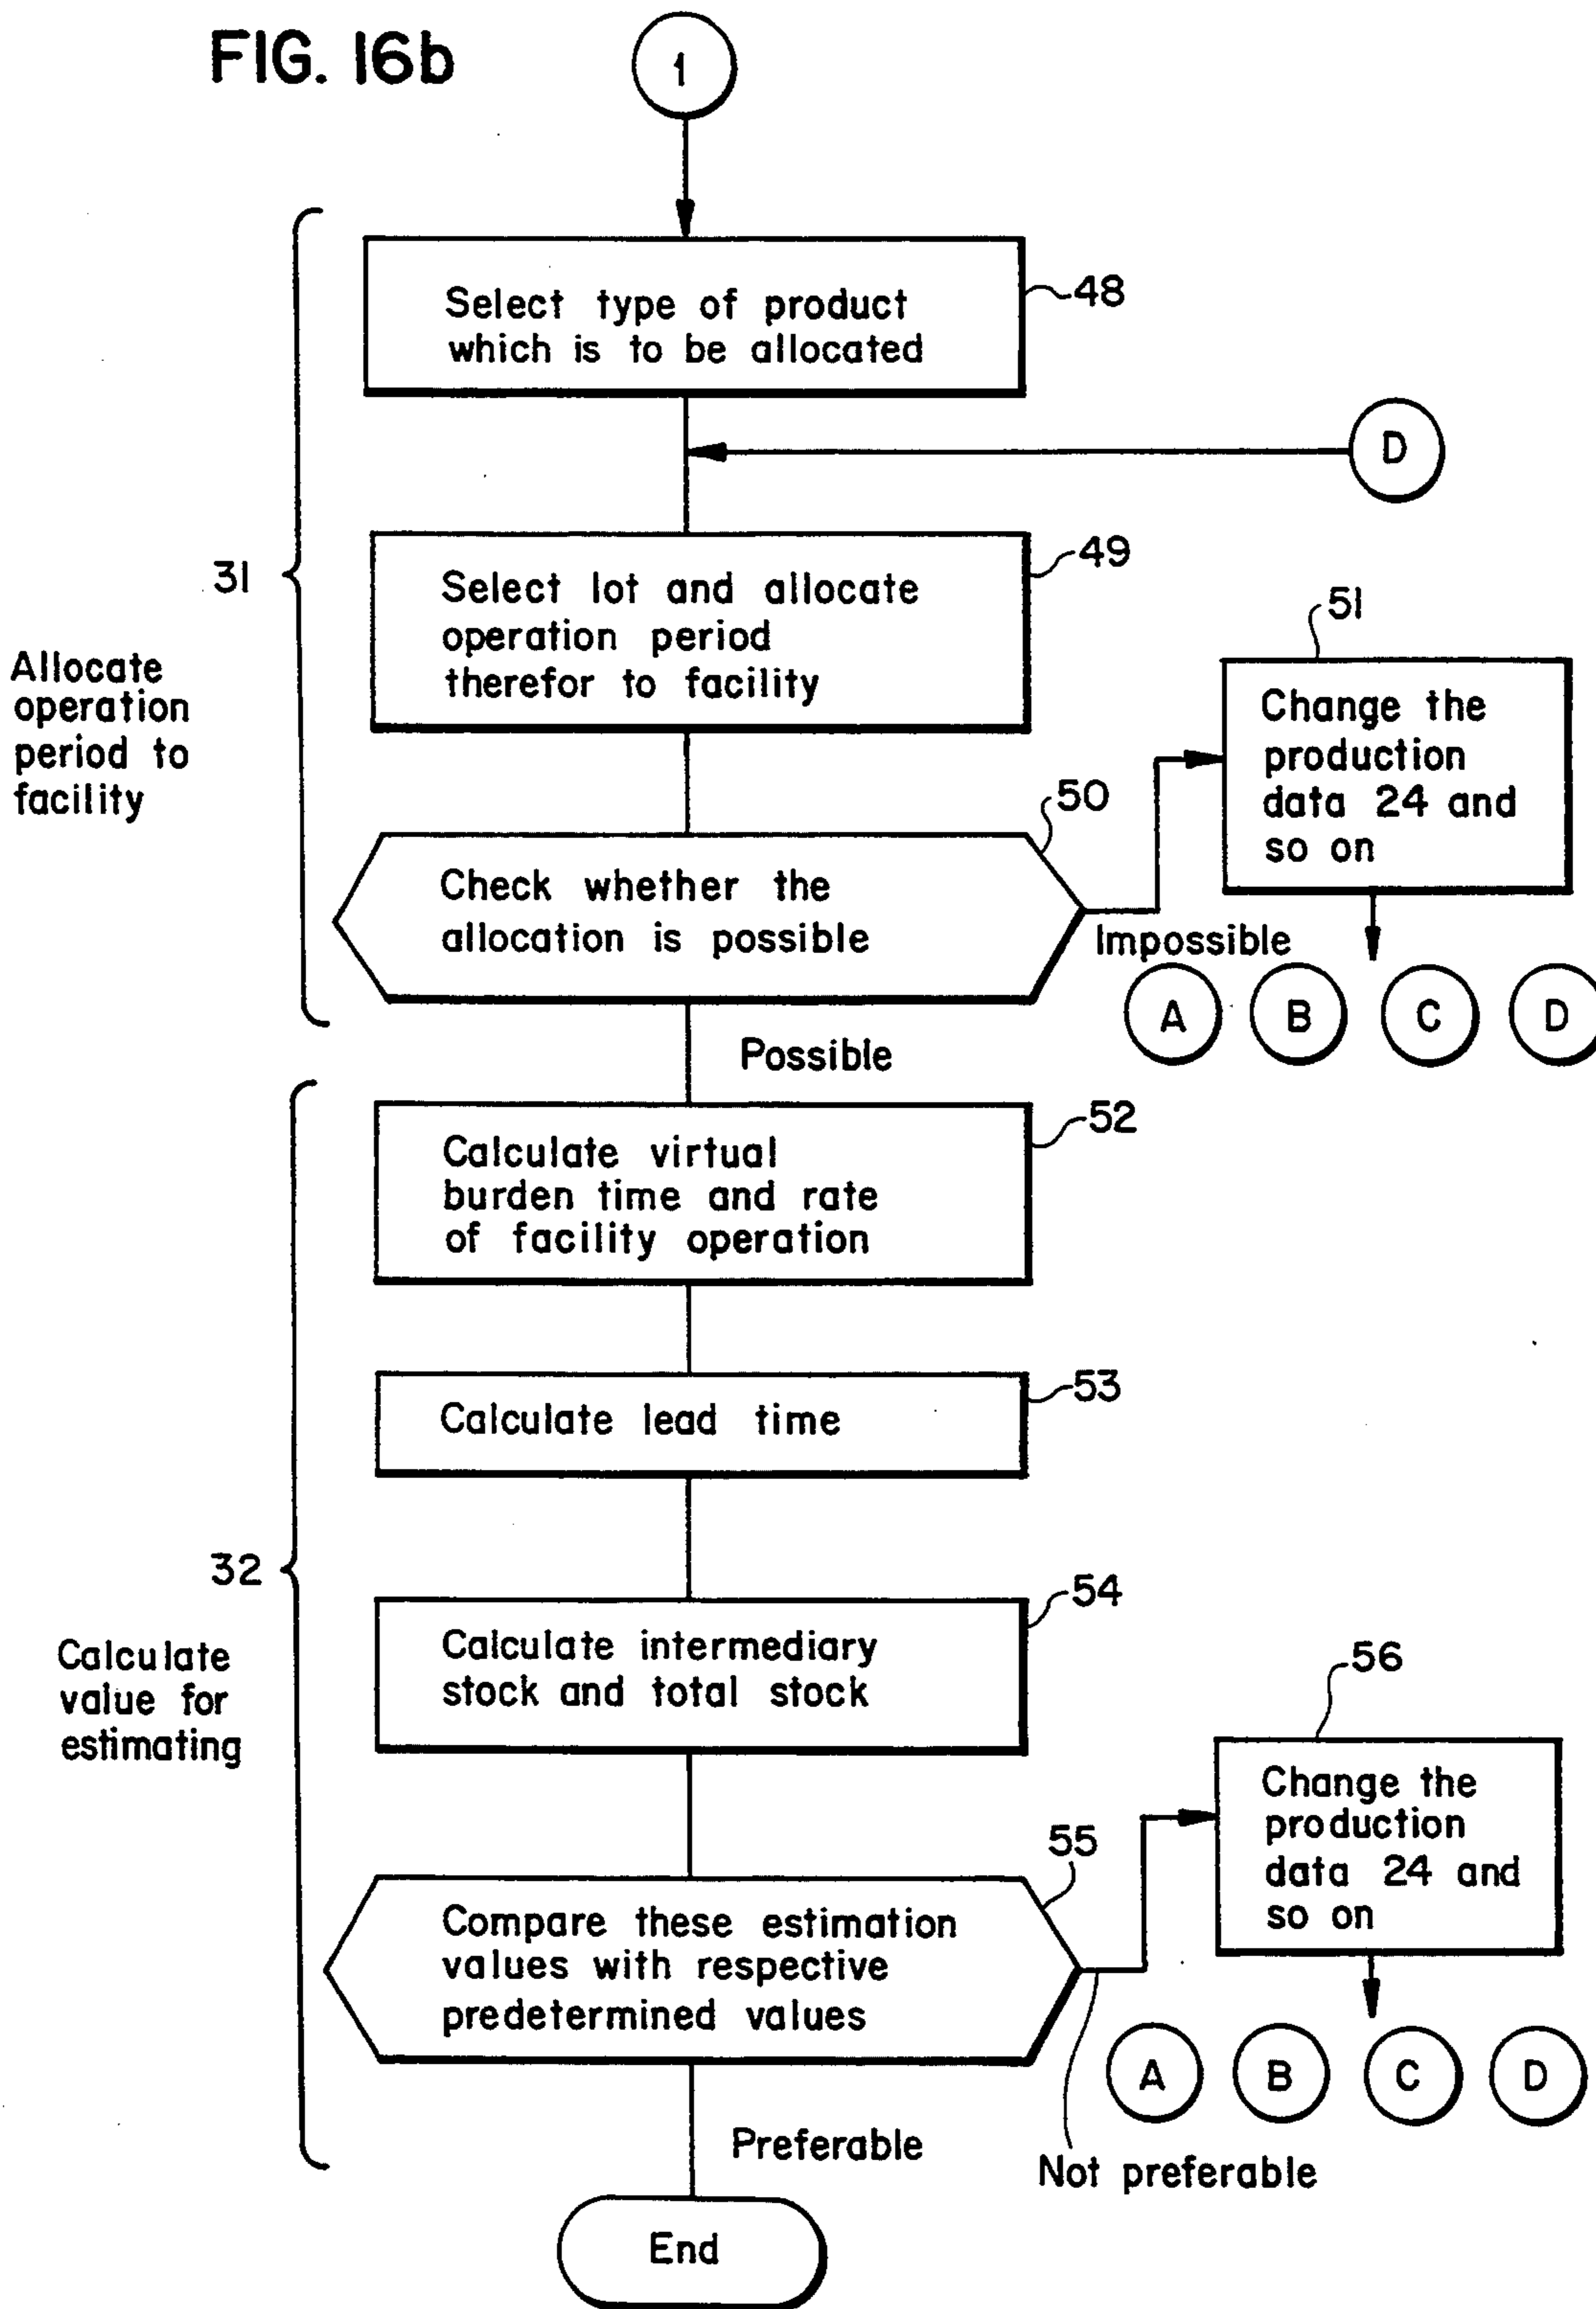 FIG. 16b
1
Select type of product
which is to be allocated
48
D
Select lot and allocate
operation period
therefor to facility
49
31
Allocate
operation
period to
facility
51
Change the
production
data 24 and
so on
50
Check whether the
allocation is possible
Impossible
A B C D
Possible
52
Calculate virtual
burden time and rate
of facility operation
53
Calculate lead time
32
Calculate
value for
estimating
54
Calculate intermediary
stock and total stock
56
Change the
production
data 24 and
so on
55
Compare these estimation
values with respective
predetermined values
A B C D
Preferable
Not preferable
End